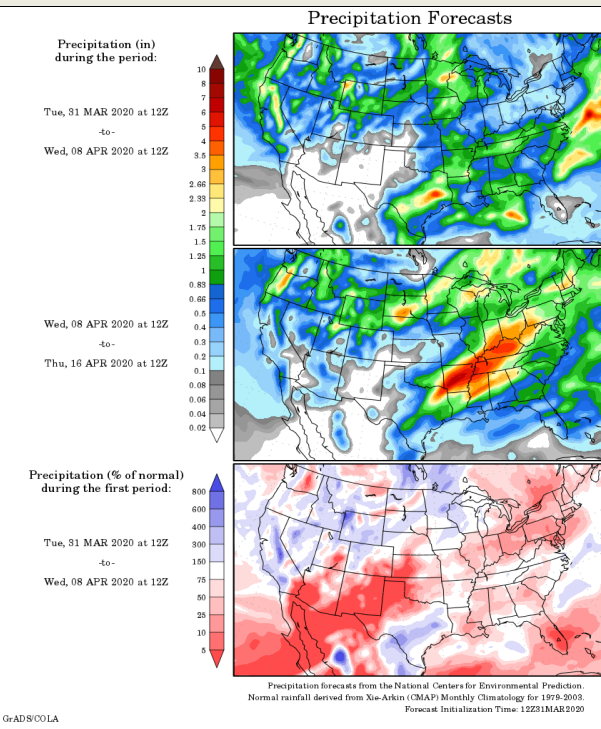 Precipitation Forecasts
Precipitation (in)
during the period:
Tue, 31 MAR 2020 at 12Z
-to-
Wed, 08 APR 2020 at 12Z
10
8
7
6
5
4
3.5
3
2.66
2.33
2
1.75
1.5
1.25
1
0.83
0.66
0.5
0.4
0.3
0.2
0.1
0.08
0.06
0.04
0.02
Wed, 08 APR 2020 at 12Z
-to-
Thu, 16 APR 2020 at 12Z
Precipitation (% of normal)
during the first period:
Tue, 31 MAR 2020 at 12Z
-to-
Wed, 08 APR 2020 at 12Z
800
600
400
300
150
75
50
25
10
5
Precipitation forecasts from the National Centers for Environmental Prediction.
Normal rainfall derived from Xie-Arkin (CMAP) Monthly Climatology for 1979-2003.
Forecast Initialization Time: 12Z31MAR2020
GrADS/COLA